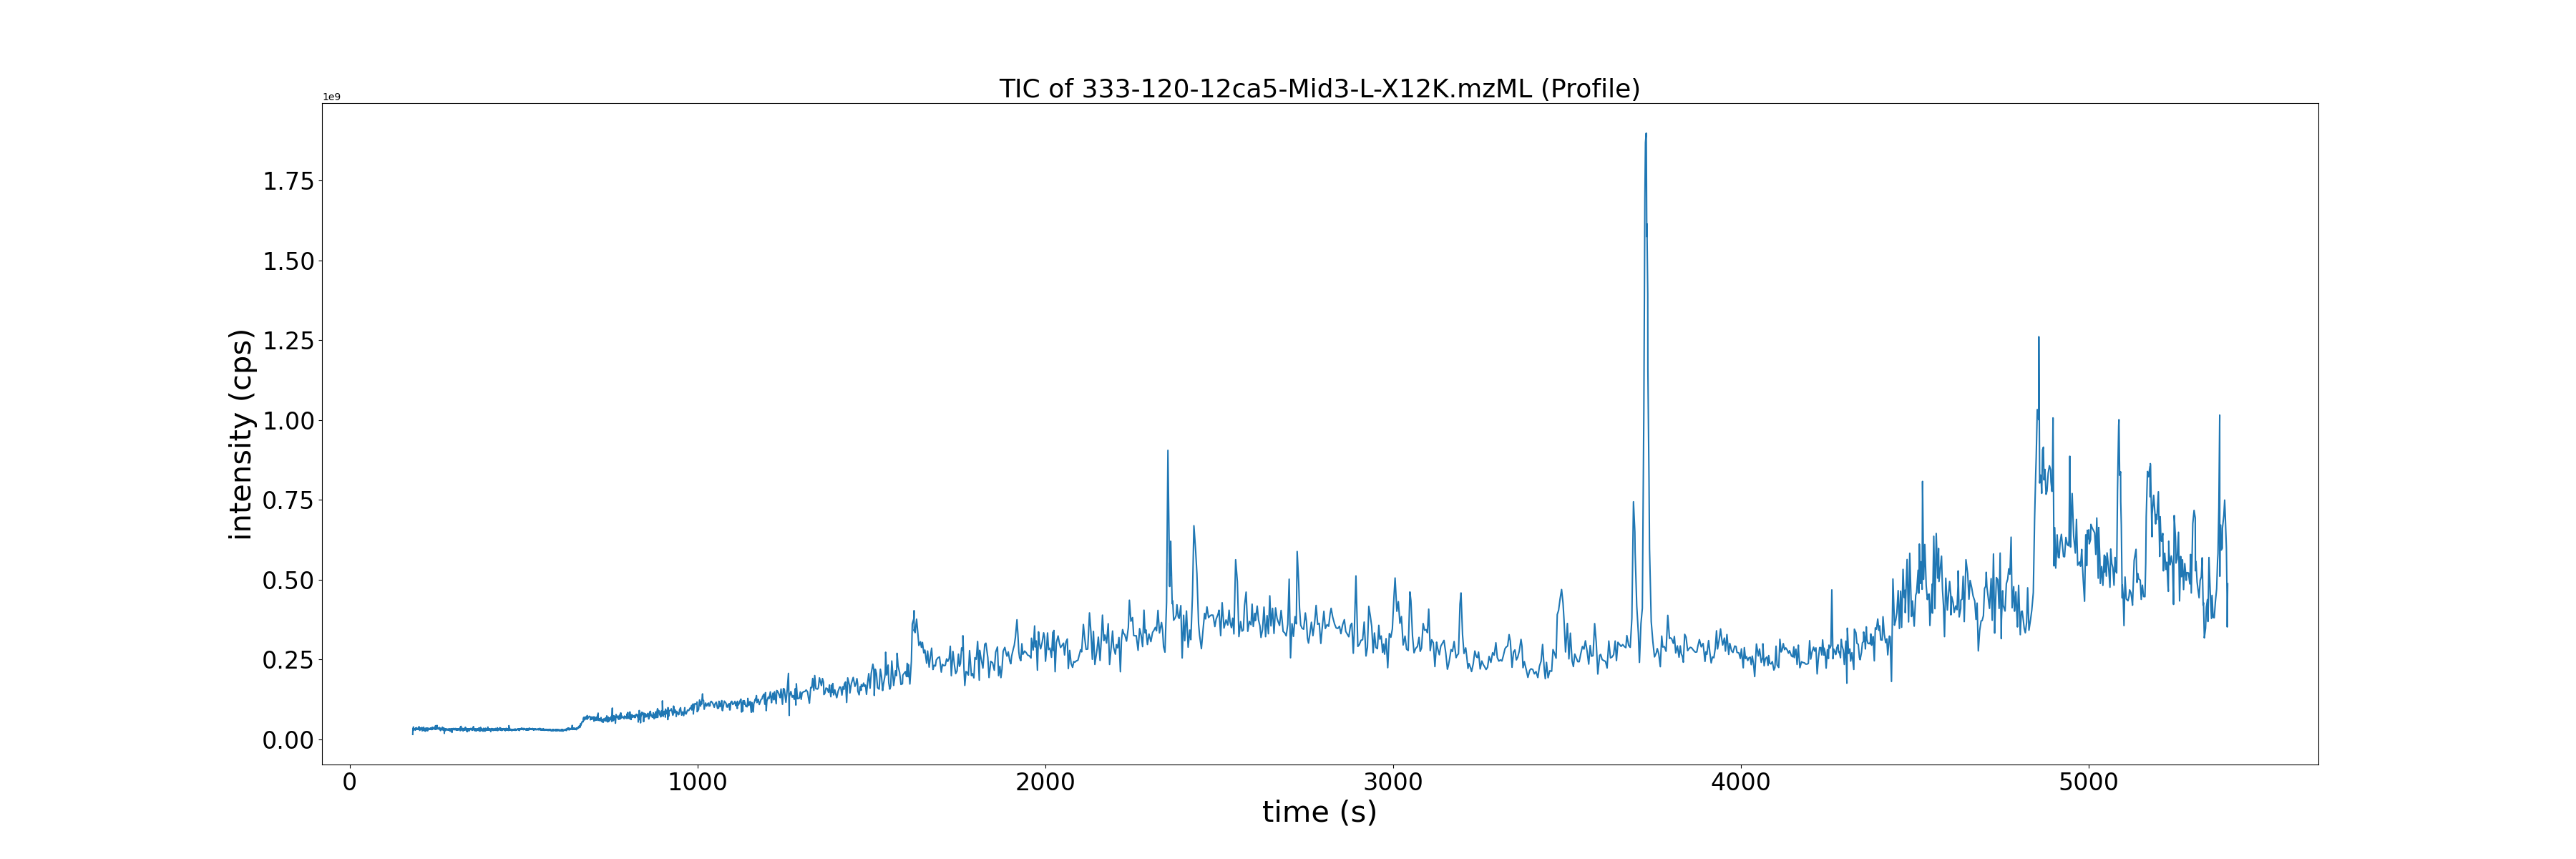 TIC of 333-120-12ca5-Mid3-L-X12K.mzML (Profile)
1e9
1.75
1.50
1.25
1.00
0.75
0.50
0.25
0.00
intensity (cps)
0 1000 2000 3000 4000 5000
time (s)